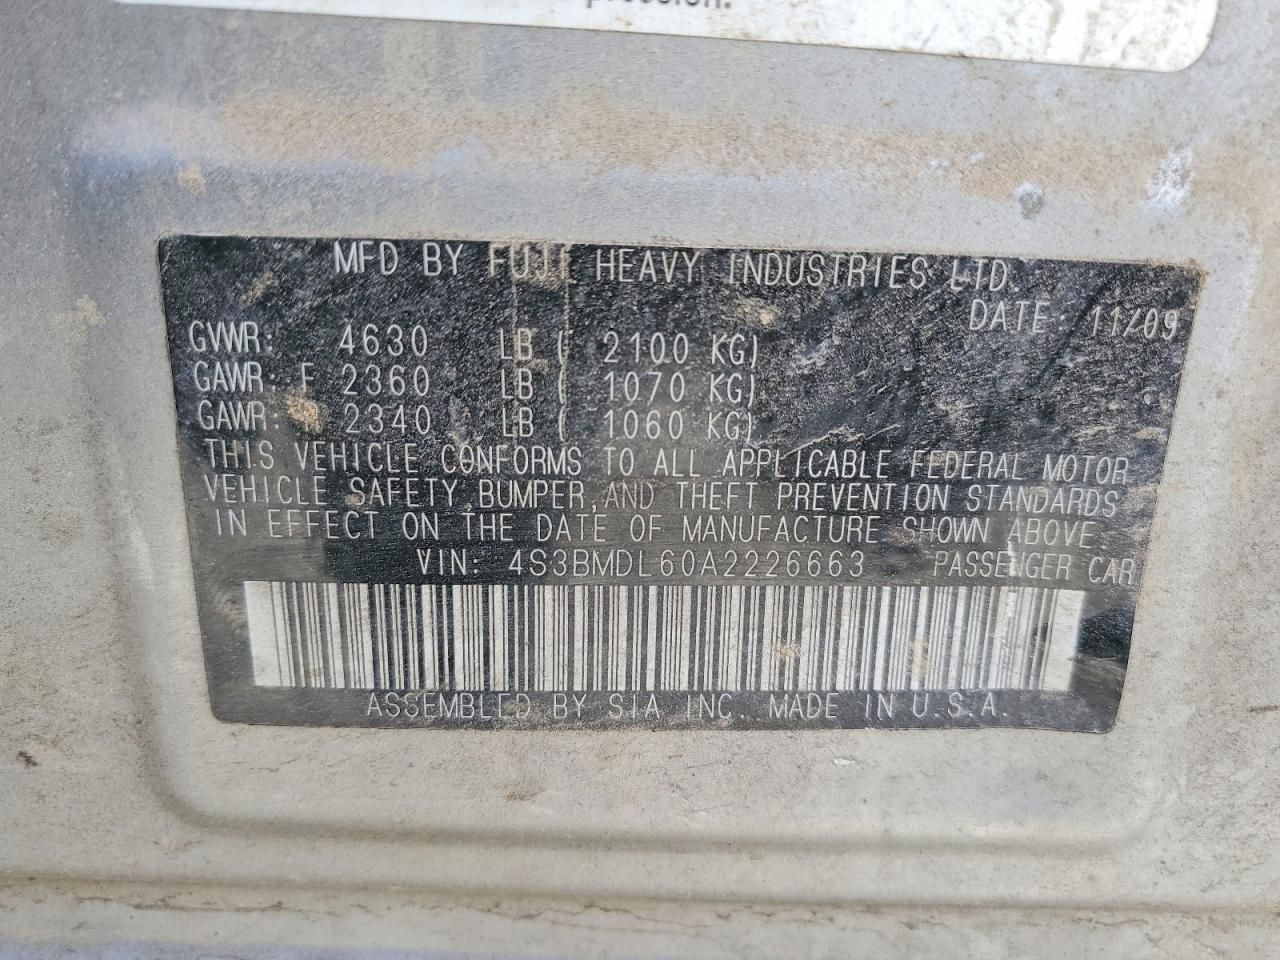 MFD BY FUJI HEAVY INDUSTRIES LTD.
DATE: 11/09
GVWR: 4630 LB ( 2100 KG)
GAWR: F 2360 LB ( 1070 KG)
GAWR: 2340 LB ( 1060 KG)
THIS VEHICLE CONFORMS TO ALL APPLICABLE FEDERAL MOTOR
VEHICLE SAFETY,BUMPER,AND THEFT PREVENTION STANDARDS
IN EFFECT ON THE DATE OF MANUFACTURE SHOWN ABOVE
VIN: 4S3BMDL60A2226663 PASSENGER CAR
ASSEMBLED BY SIA INC. MADE IN U.S.A.